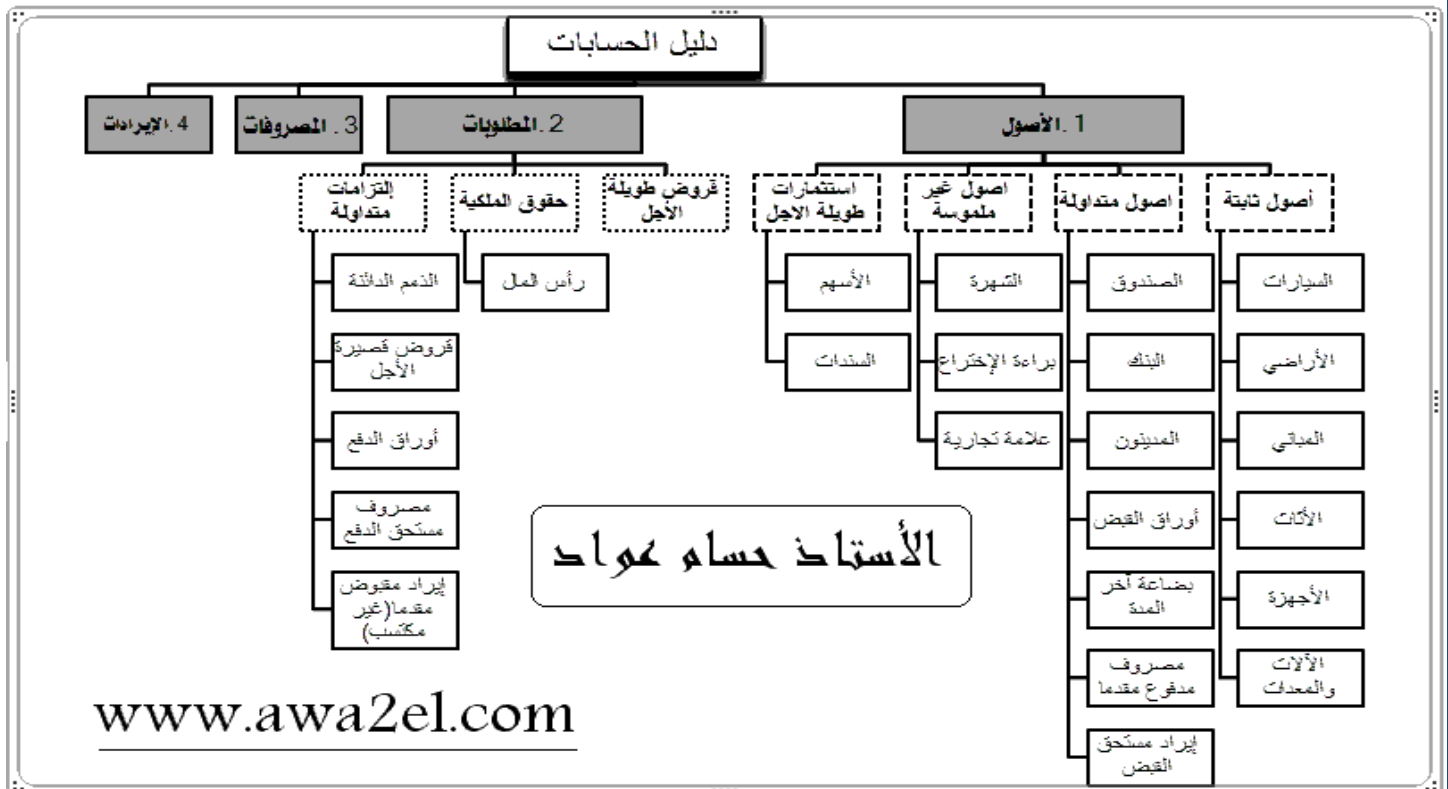 دليل الحسابات
1. الأصول
2. المطلوبات
3. المصروفات
4. الإيرادات
أصول ثابتة
اصول متداولة
اصول غير
ملموسة
استثمارات
طويلة الاجل
قروض طويلة
الأجل
حقوق الملكية
إلتزامات
متداولة
السيارات
الأراضي
المباني
الأثاث
الأجهزة
الآلات
والمعدات
الصندوق
البنك
المدينون
أوراق القبض
بضاعة آخر
المدة
مصروف
مدفوع مقدما
إيراد مستحق
القبض
الشهرة
براءة الإختراع
علامة تجارية
الأسهم
السندات
رأس المال
الذمم الدائنة
قروض قصيرة
الأجل
أوراق الدفع
مصروف
مستحق الدفع
إيراد مقبوض
مقدما(غير
مكتسب)
الأستاذ حسام عواد
www.awa2el.com